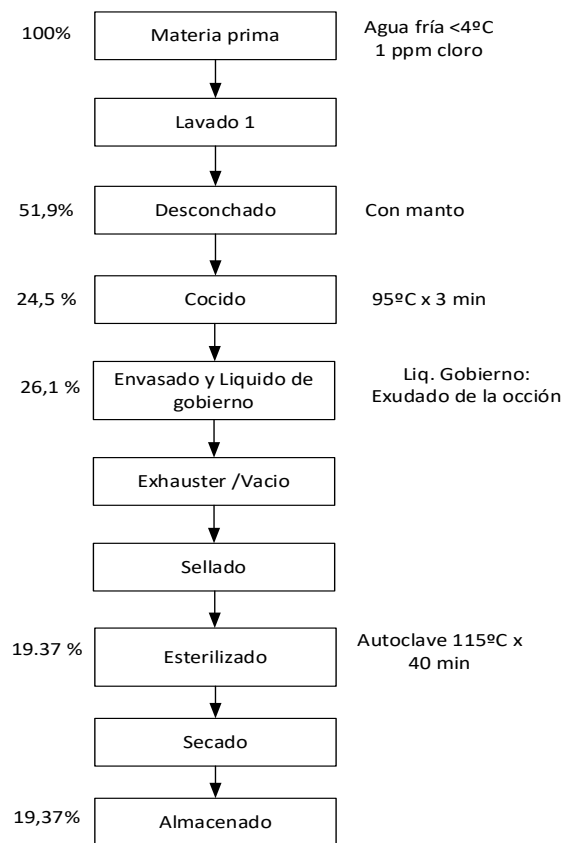 100%
Materia prima
Agua fría <4ºC
1 ppm cloro
Lavado 1
51,9%
Desconchado
Con manto
24,5 %
Cocido
95ºC x 3 min
26,1 %
Envasado y Liquido de
gobierno
Liq. Gobierno:
Exudado de la occión
Exhauster /Vacio
Sellado
19.37 %
Esterilizado
Autoclave 115ºC x
40 min
Secado
19,37%
Almacenado